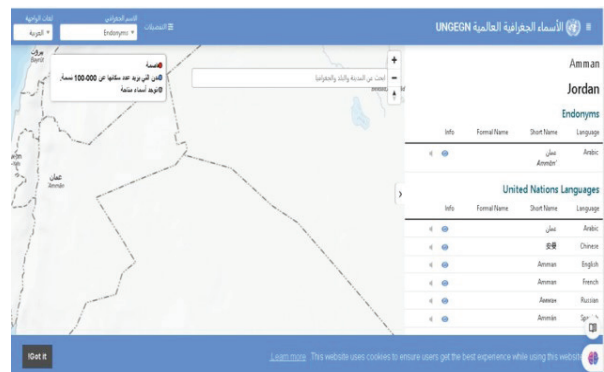 الأسماء الجغرافية العالمية UNGEGN
التفضيلات
الاسم الجغرافي
Endonyms
لغات الواجهة
العربية
بيروت
Beirut
عاصمة
المدن التي يزيد عدد سكانها عن 100-000 نسمة.
توجد أسماء متاحة
ابحث عن المدينة والبلد والجغرافيا
+
-
عمان
Ammān
Amman
Jordan
Endonyms
Info Formal Name Short Name Language
عمان Arabic
'Ammān
United Nations Languages
Info Formal Name Short Name Language
عمان Arabic
安曼 Chinese
Amman English
Amman French
Амман Russian
Ammán
!Got it
Learn more This website uses cookies to ensure users get the best experience while using this website